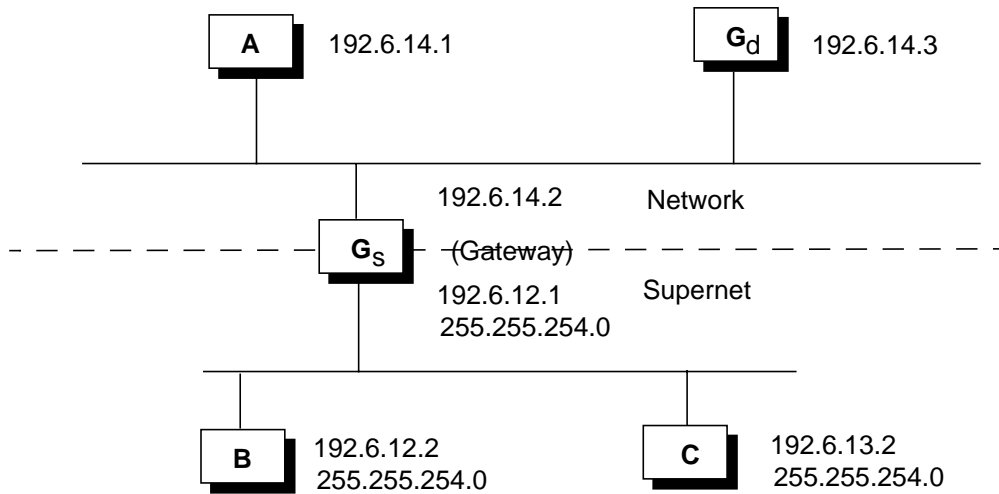 A
192.6.14.1
Gd
192.6.14.3
192.6.14.2
Network
Gs
(Gateway)
192.6.12.1
Supernet
255.255.254.0
B
192.6.12.2
255.255.254.0
C
192.6.13.2
255.255.254.0